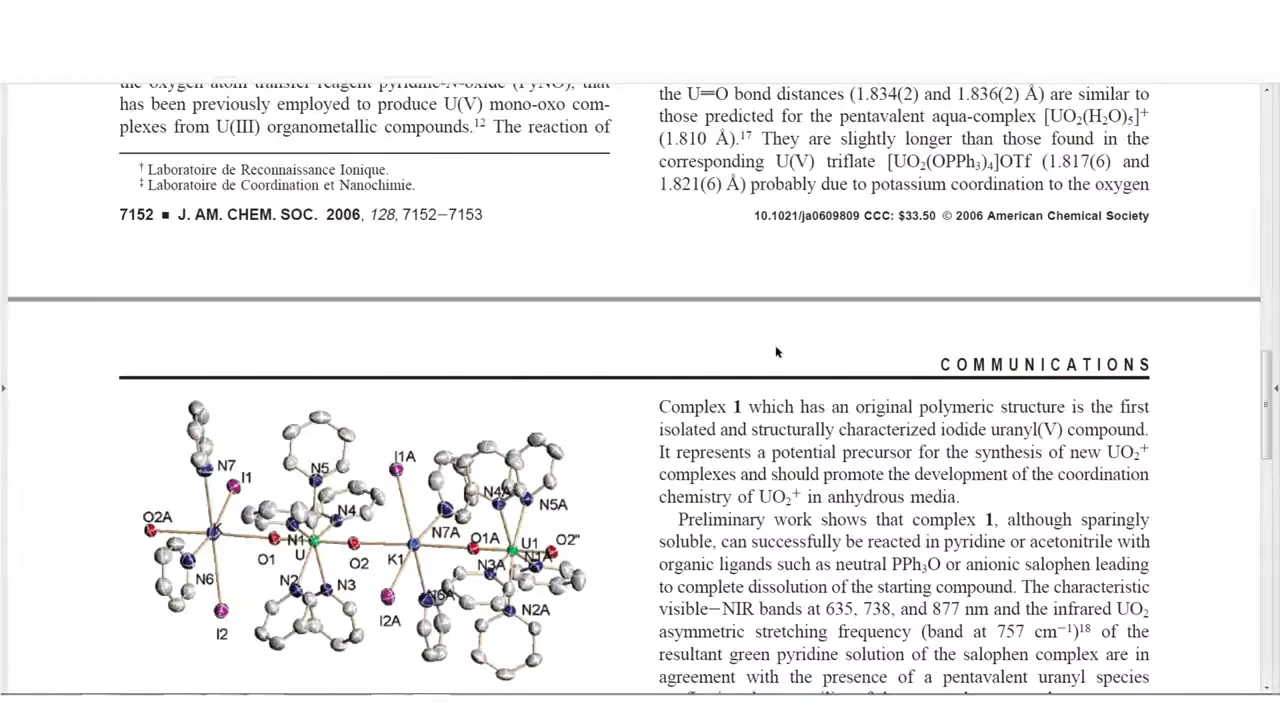 the oxygen atom transfer reagent pyridine-N-oxide (PyNO), that
has been previously employed to produce U(V) mono-oxo com-
plexes from U(III) organometallic compounds.¹² The reaction of
† Laboratoire de Reconnaissance Ionique.
‡ Laboratoire de Coordination et Nanochimie.
7152 ■ J. AM. CHEM. SOC. 2006, 128, 7152–7153
the U═O bond distances (1.834(2) and 1.836(2) Å) are similar to
those predicted for the pentavalent aqua-complex [UO₂(H₂O)₅]⁺
(1.810 Å).¹⁷ They are slightly longer than those found in the
corresponding U(V) triflate [UO₂(OPPh₃)₄]OTf (1.817(6) and
1.821(6) Å) probably due to potassium coordination to the oxygen
10.1021/ja0609809 CCC: $33.50 © 2006 American Chemical Society
COMMUNICATIONS
N7
I1
O2A
K
N6
I2
O1
N1
U
N5
N4
N2
N3
O2
I1A
K1
I2A
N7A
N6A
O1A
N4A
N5A
U1
O2"
N3A
N1A
N2A
Complex 1 which has an original polymeric structure is the first
isolated and structurally characterized iodide uranyl(V) compound.
It represents a potential precursor for the synthesis of new UO₂⁺
complexes and should promote the development of the coordination
chemistry of UO₂⁺ in anhydrous media.
Preliminary work shows that complex 1, although sparingly
soluble, can successfully be reacted in pyridine or acetonitrile with
organic ligands such as neutral PPh₃O or anionic salophen leading
to complete dissolution of the starting compound. The characteristic
visible−NIR bands at 635, 738, and 877 nm and the infrared UO₂
asymmetric stretching frequency (band at 757 cm⁻¹)¹⁸ of the
resultant green pyridine solution of the salophen complex are in
agreement with the presence of a pentavalent uranyl species